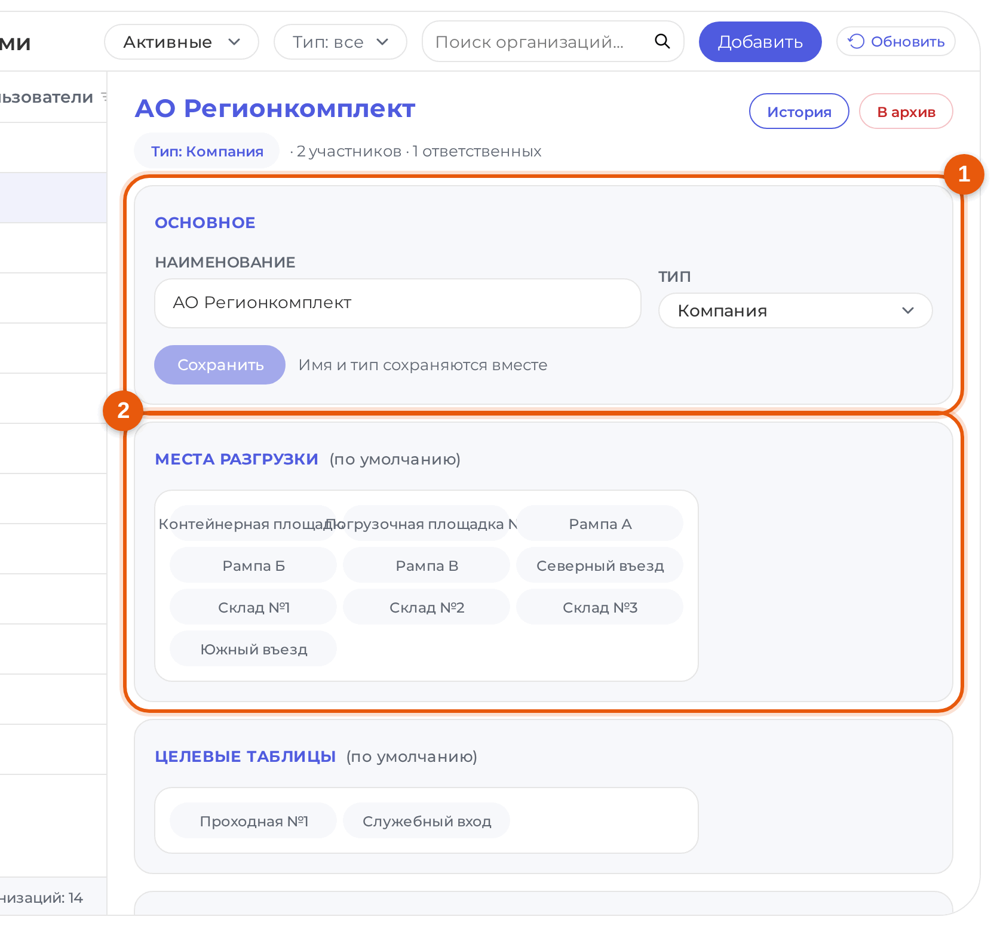 ми Активные Тип: все Поиск организаций... Добавить Обновить
льзователи
АО Регионкомплект История В архив
Тип: Компания · 2 участников · 1 ответственных
1
ОСНОВНОЕ
НАИМЕНОВАНИЕ
ТИП
АО Регионкомплект Компания
Сохранить Имя и тип сохраняются вместе
2
МЕСТА РАЗГРУЗКИ (по умолчанию)
Контейнерная площадка Погрузочная площадка Рампа А
Рампа Б Рампа В Северный въезд
Склад №1 Склад №2 Склад №3
Южный въезд
ЦЕЛЕВЫЕ ТАБЛИЦЫ (по умолчанию)
Проходная №1 Служебный вход
низаций: 14